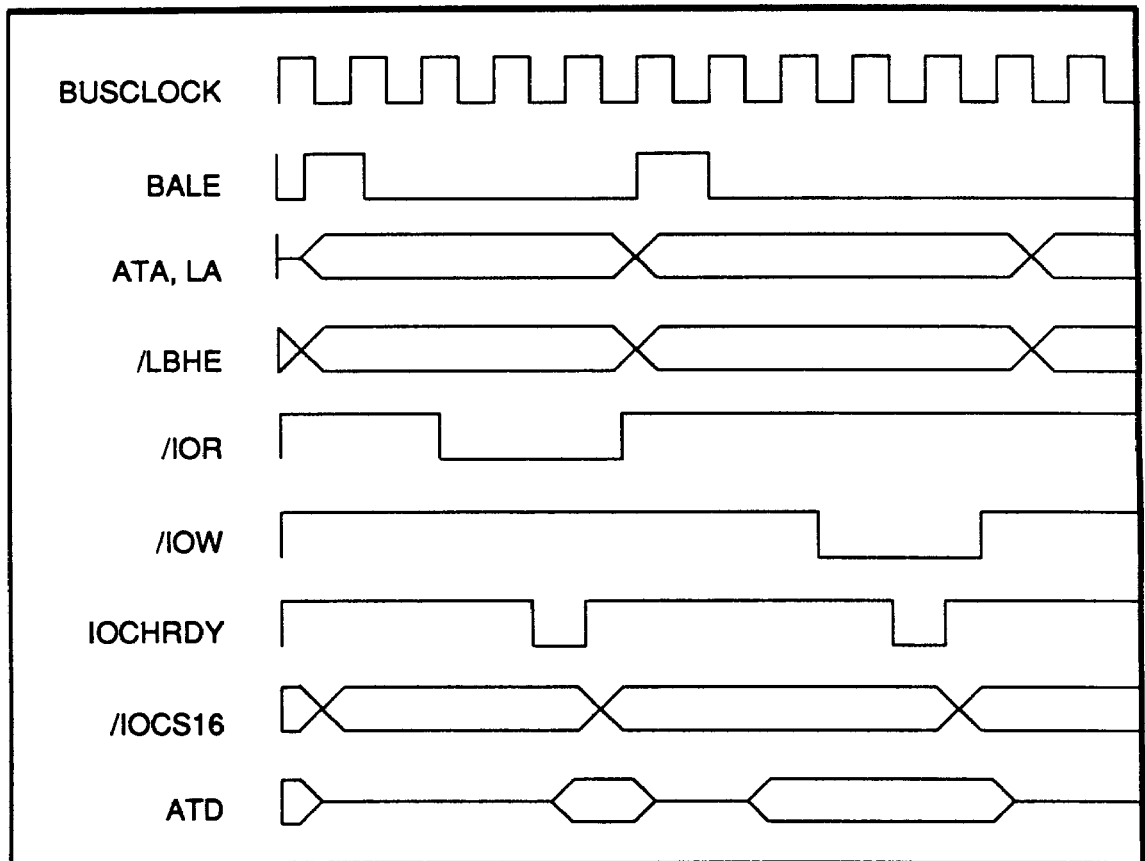 BUSCLOCK
BALE
ATA, LA
/LBHE
/IOR
/IOW
IOCHRDY
/IOCS16
ATD